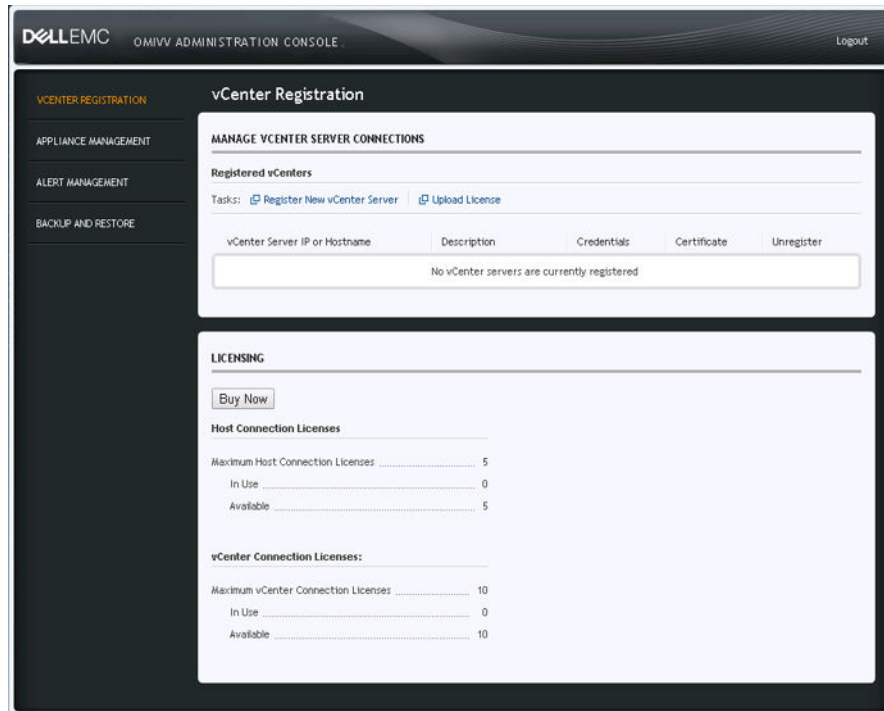 DELLEMC OMIVV ADMINISTRATION CONSOLE Logout
VCENTER REGISTRATION
APPLIANCE MANAGEMENT
ALERT MANAGEMENT
BACKUP AND RESTORE
vCenter Registration
MANAGE VCENTER SERVER CONNECTIONS
Registered vCenters
Tasks: Register New vCenter Server Upload License
vCenter Server IP or Hostname Description Credentials Certificate Unregister
No vCenter servers are currently registered
LICENSING
Buy Now
Host Connection Licenses
Maximum Host Connection Licenses 5
In Use 0
Available 5
vCenter Connection Licenses:
Maximum vCenter Connection Licenses 10
In Use 0
Available 10